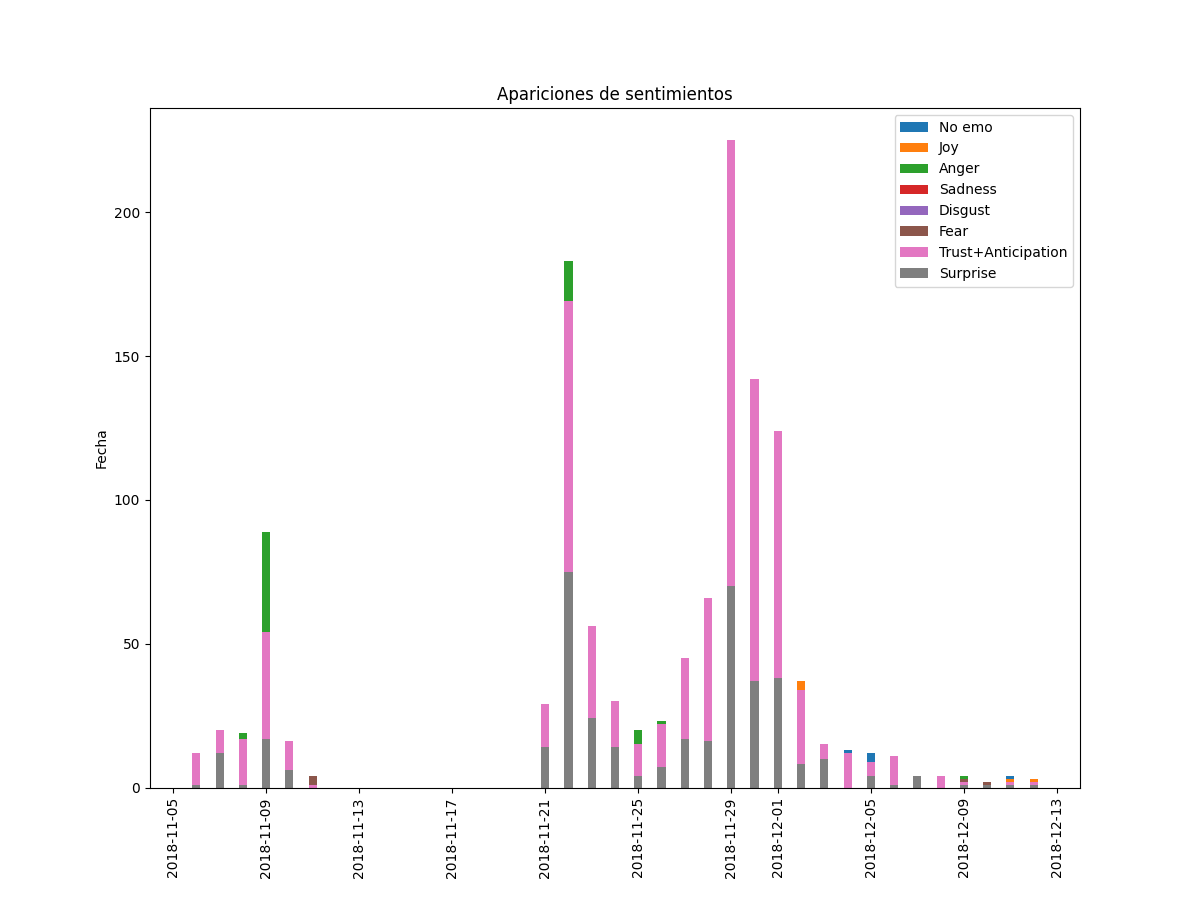 Apariciones de sentimientos
No emo
Joy
Anger
Sadness
Disgust
Fear
Trust+Anticipation
Surprise
Fecha
200
150
100
50
0
2018-11-05
2018-11-09
2018-11-13
2018-11-17
2018-11-21
2018-11-25
2018-11-29
2018-12-01
2018-12-05
2018-12-09
2018-12-13